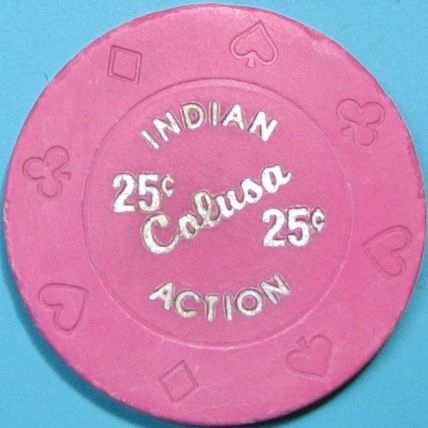 INDIAN
25¢
Colusa
25¢
ACTION